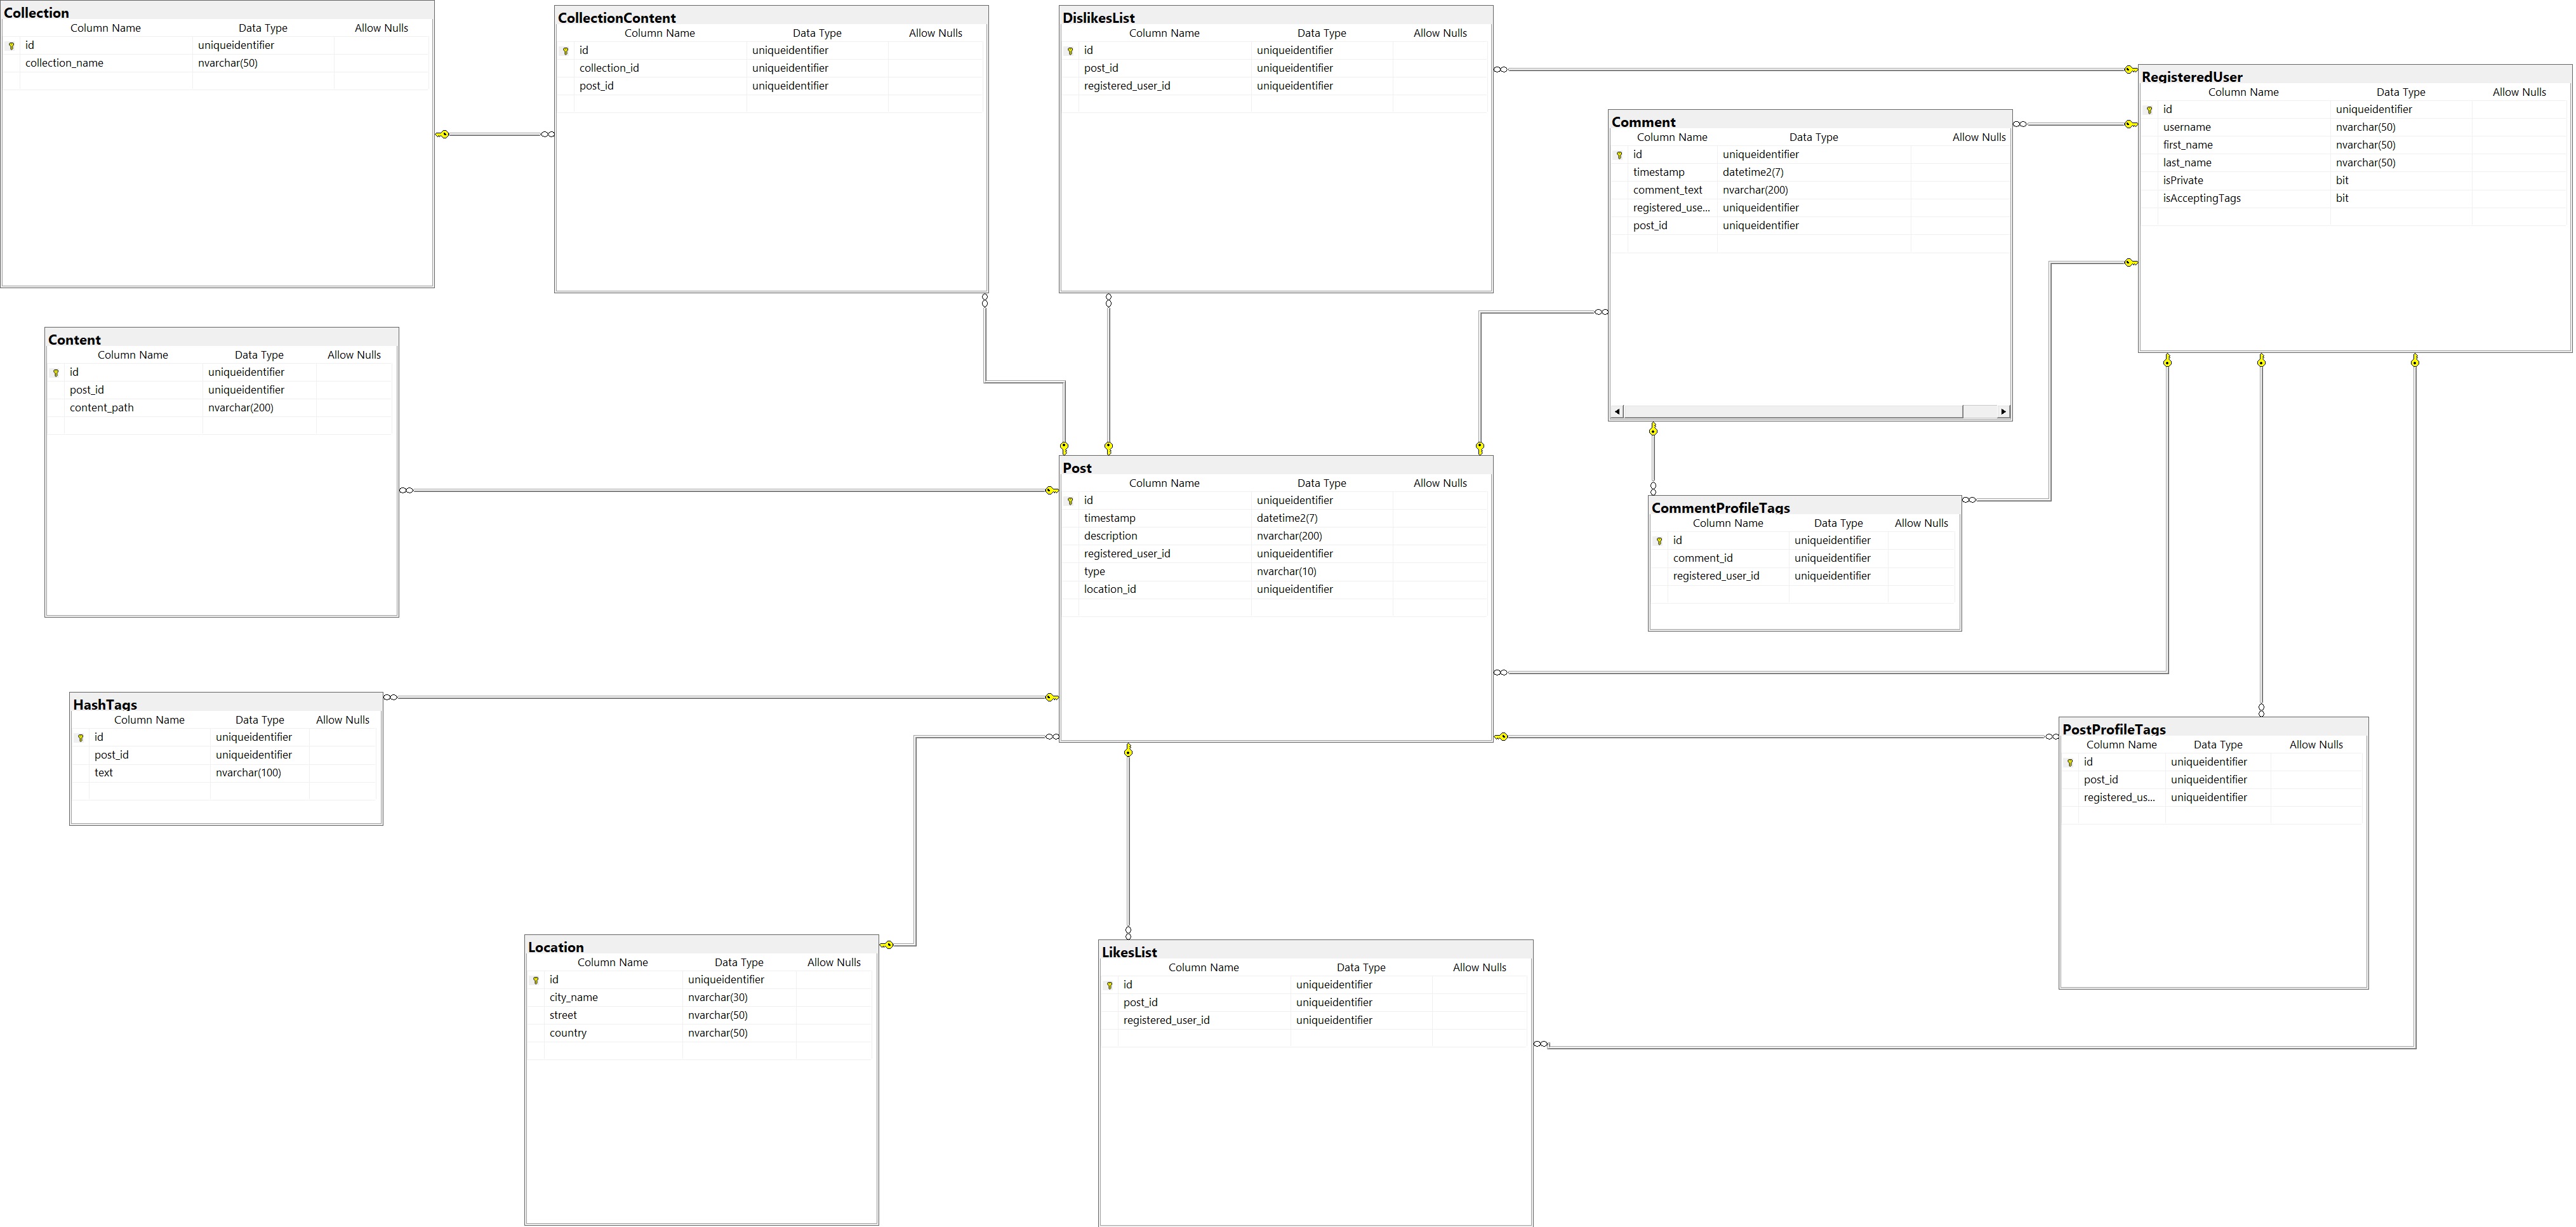 Collection
Column Name Data Type Allow Nulls
id uniqueidentifier
collection_name nvarchar(50)
CollectionContent
Column Name Data Type Allow Nulls
id uniqueidentifier
collection_id uniqueidentifier
post_id uniqueidentifier
DislikesList
Column Name Data Type Allow Nulls
id uniqueidentifier
post_id uniqueidentifier
registered_user_id uniqueidentifier
RegisteredUser
Column Name Data Type Allow Nulls
id uniqueidentifier
username nvarchar(50)
first_name nvarchar(50)
last_name nvarchar(50)
isPrivate bit
isAcceptingTags bit
Comment
Column Name Data Type Allow Nulls
id uniqueidentifier
timestamp datetime2(7)
comment_text nvarchar(200)
registered_use... uniqueidentifier
post_id uniqueidentifier
Content
Column Name Data Type Allow Nulls
id uniqueidentifier
post_id uniqueidentifier
content_path nvarchar(200)
Post
Column Name Data Type Allow Nulls
id uniqueidentifier
timestamp datetime2(7)
description nvarchar(200)
registered_user_id uniqueidentifier
type nvarchar(10)
location_id uniqueidentifier
CommentProfileTags
Column Name Data Type Allow Nulls
id uniqueidentifier
comment_id uniqueidentifier
registered_user_id uniqueidentifier
HashTags
Column Name Data Type Allow Nulls
id uniqueidentifier
post_id uniqueidentifier
text nvarchar(100)
PostProfileTags
Column Name Data Type Allow Nulls
id uniqueidentifier
post_id uniqueidentifier
registered_us... uniqueidentifier
Location
Column Name Data Type Allow Nulls
id uniqueidentifier
city_name nvarchar(30)
street nvarchar(50)
country nvarchar(50)
LikesList
Column Name Data Type Allow Nulls
id uniqueidentifier
post_id uniqueidentifier
registered_user_id uniqueidentifier